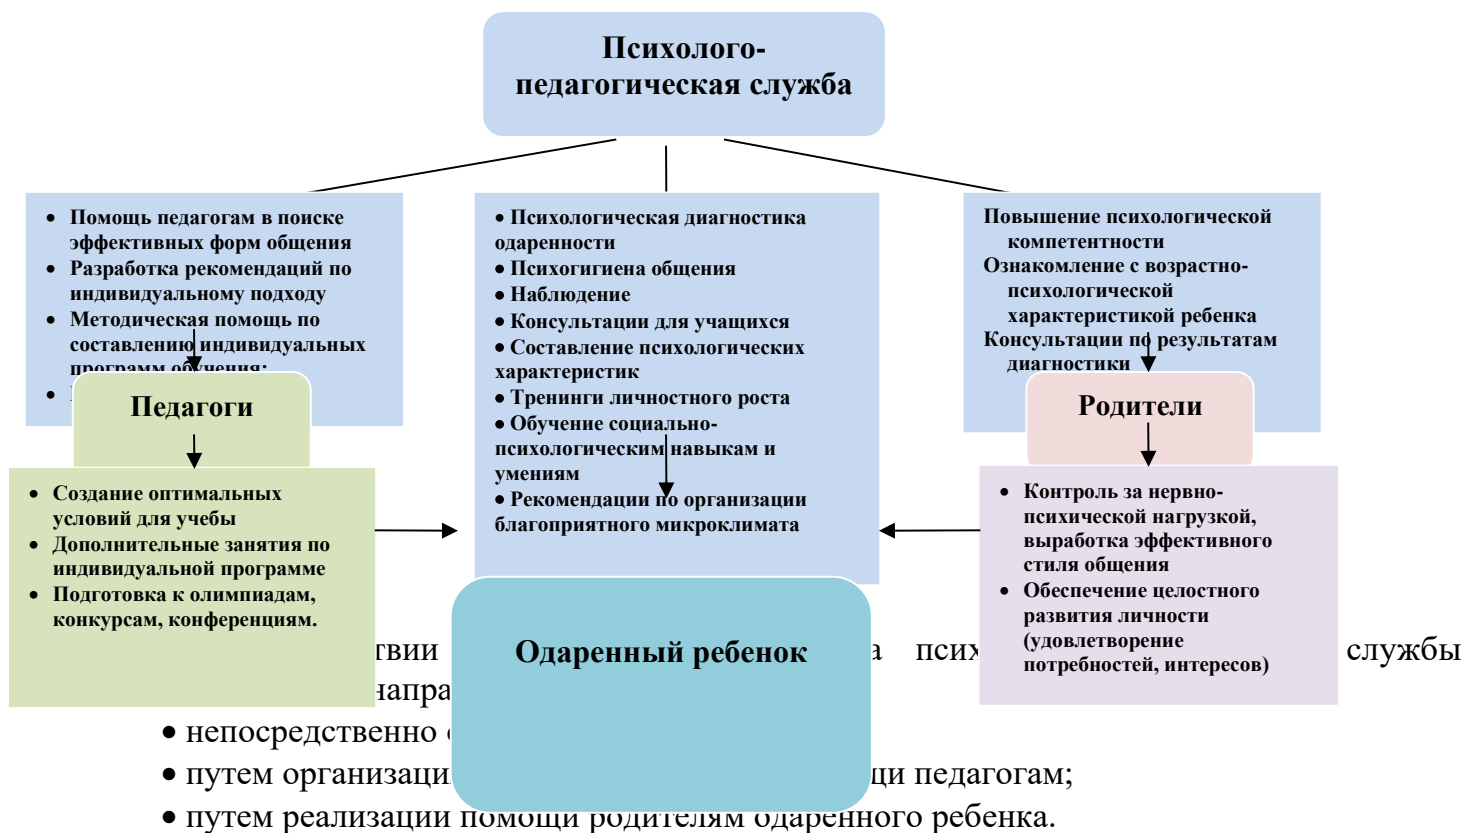 Психолого-
педагогическая служба
• Помощь педагогам в поиске
эффективных форм общения
• Разработка рекомендаций по
индивидуальному подходу
• Методическая помощь по
составлению индивидуальных
программ обучения;
Педагоги
• Создание оптимальных
условий для учебы
• Дополнительные занятия по
индивидуальной программе
• Подготовка к олимпиадам,
конкурсам, конференциям.
• Психологическая диагностика
одаренности
• Психогигиена общения
• Наблюдение
• Консультации для учащихся
• Составление психологических
характеристик
• Тренинги личностного роста
• Обучение социально-
психологическим навыкам и
умениям
• Рекомендации по организации
благоприятного микроклимата
Одаренный ребенок
Повышение психологической
компетентности
Ознакомление с возрастно-
психологической
характеристикой ребенка
Консультации по результатам
диагностики
Родители
• Контроль за нервно-
психической нагрузкой,
выработка эффективного
стиля общения
• Обеспечение целостного
развития личности
(удовлетворение
потребностей, интересов)
службы
• непосредственно
• путем педагогам;
• путем реализации помощи родителям одаренного ребенка.